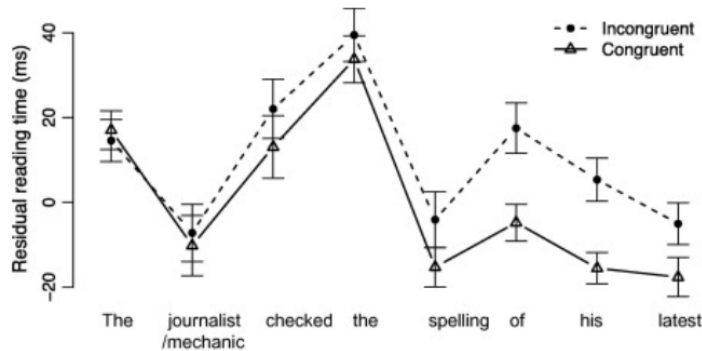 Residual reading time (ms)
40
20
0
-20
Incongruent
Congruent
The journalist checked the spelling of his latest
/mechanic